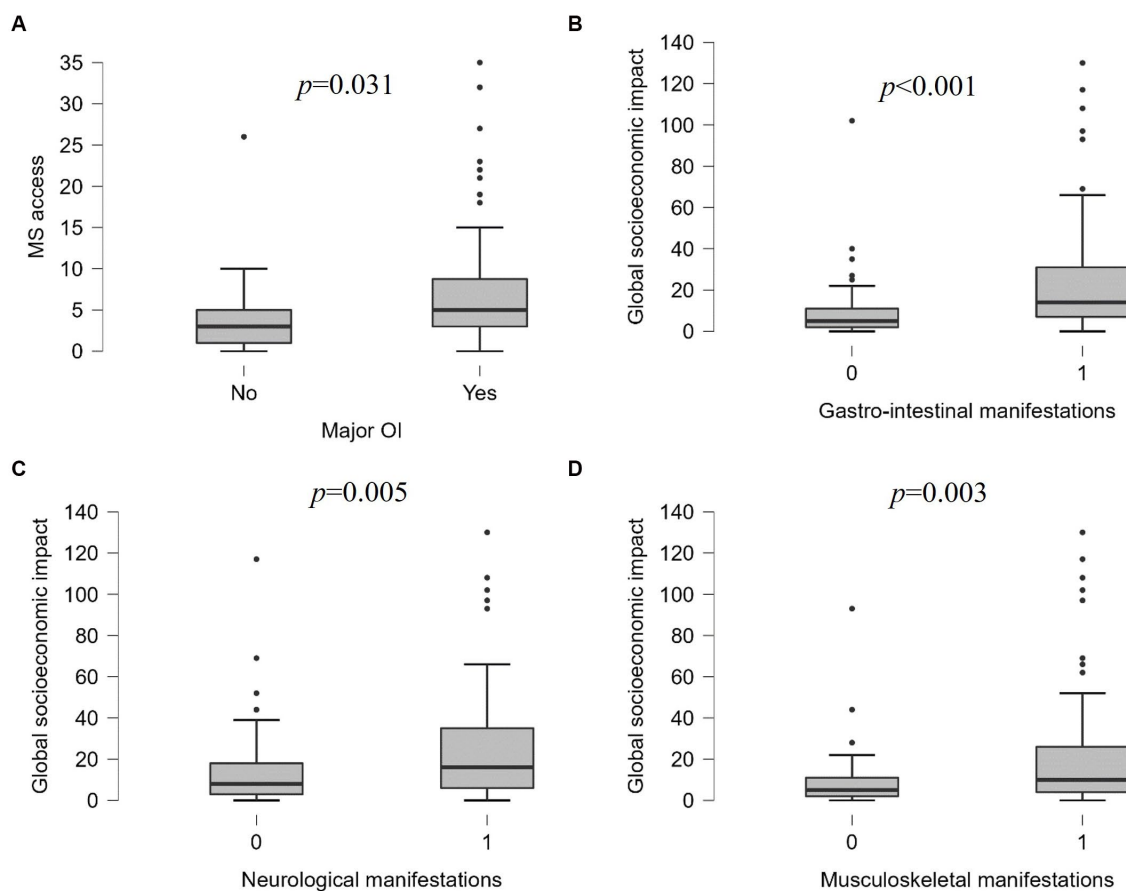 A
p=0.031
MS access
35
30
25
20
15
10
5
0
No
Yes
Major OI
B
p<0.001
Global socioeconomic impact
140
120
100
80
60
40
20
0
0
1
Gastro-intestinal manifestations
C
p=0.005
Global socioeconomic impact
140
120
100
80
60
40
20
0
0
1
Neurological manifestations
D
p=0.003
Global socioeconomic impact
140
120
100
80
60
40
20
0
0
1
Musculoskeletal manifestations